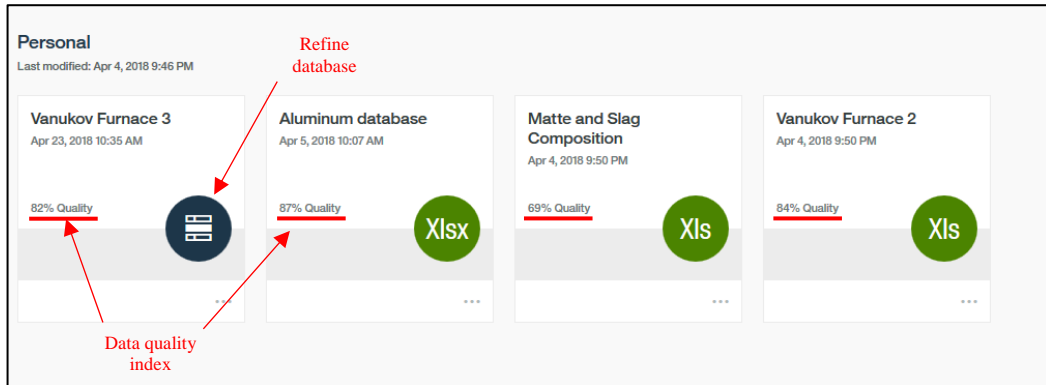 Personal
Last modified: Apr 4, 2018 9:46 PM
Refine
database
Vanukov Furnace 3
Apr 23, 2018 10:35 AM
82% Quality
Aluminum database
Apr 5, 2018 10:07 AM
87% Quality
Xlsx
Matte and Slag
Composition
Apr 4, 2018 9:50 PM
69% Quality
Xls
Vanukov Furnace 2
Apr 4, 2018 9:50 PM
84% Quality
Xls
Data quality
index